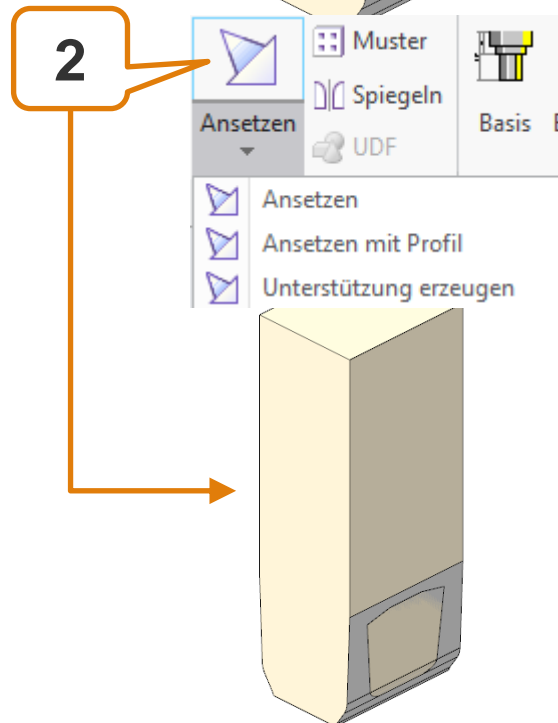 2
Muster
Spiegeln
Ansetzen
UDF
Basis
Ansetzen
Ansetzen mit Profil
Unterstützung erzeugen